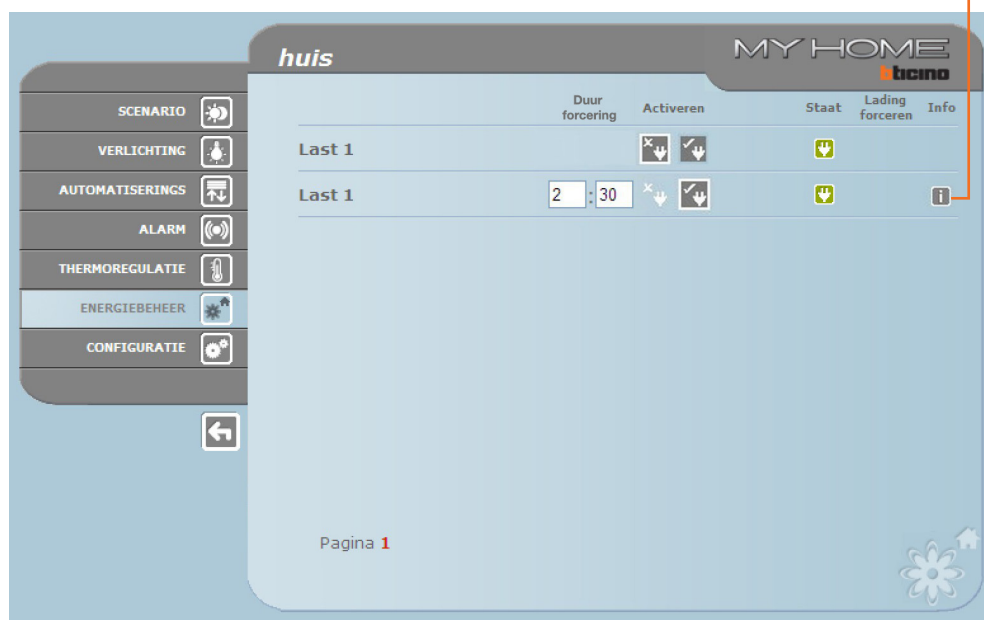 huis
MY HOME
bticino
SCENARIO
VERLICHTING
AUTOMATISERINGS
ALARM
THERMOREGULATIE
ENERGIEBEHEER
CONFIGURATIE
Duur
forcering
Activeren
Staat
Lading
forceren
Info
Last 1
Last 1
2 : 30
i
Pagina 1